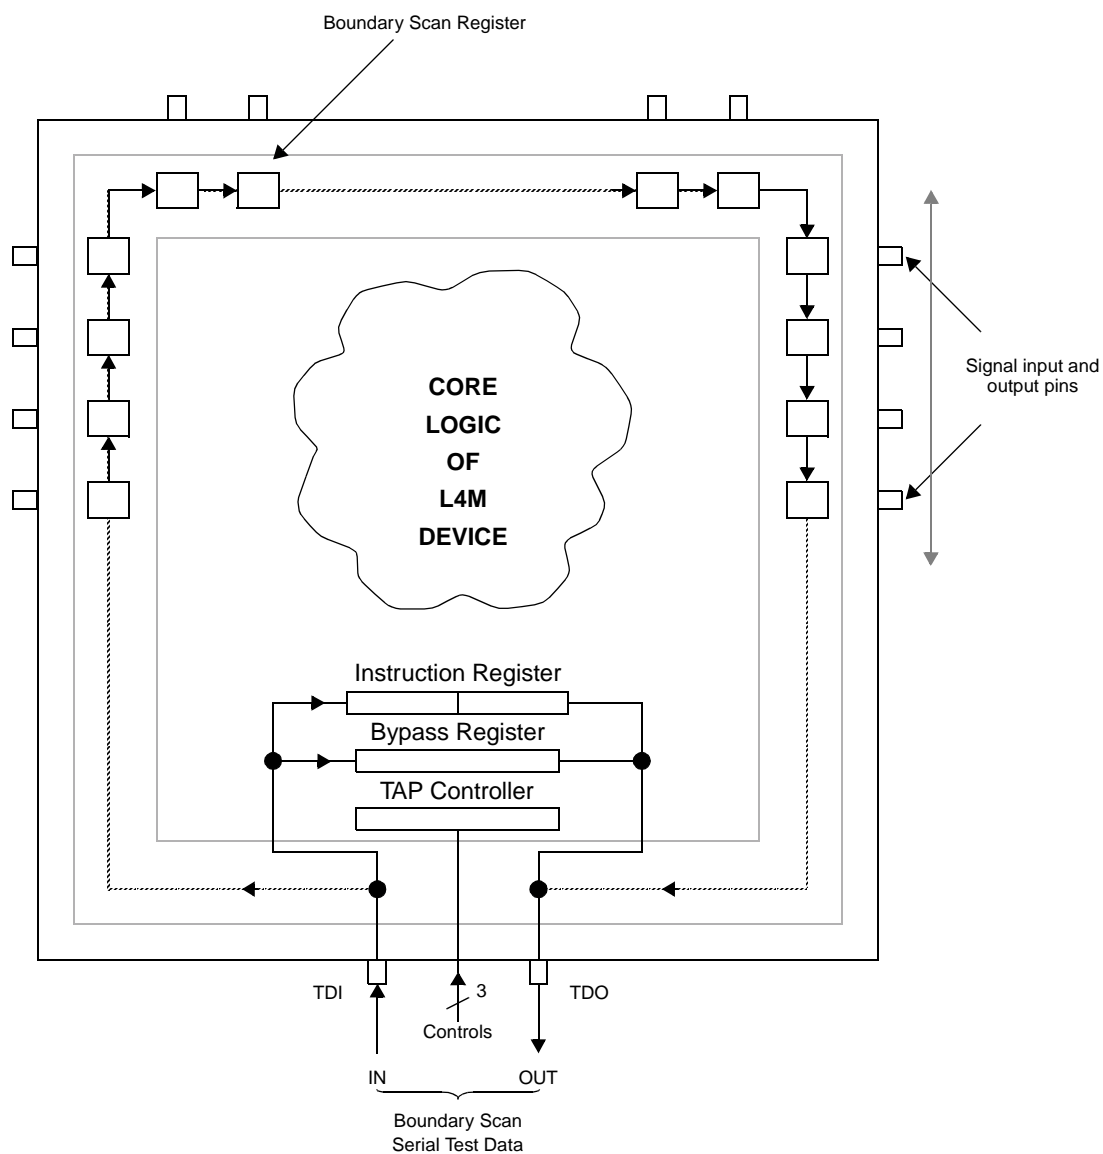 Boundary Scan Register
Signal input and
output pins
CORE
LOGIC
OF
L4M
DEVICE
Instruction Register
Bypass Register
TAP Controller
TDI
3
TDO
Controls
IN
OUT
Boundary Scan
Serial Test Data